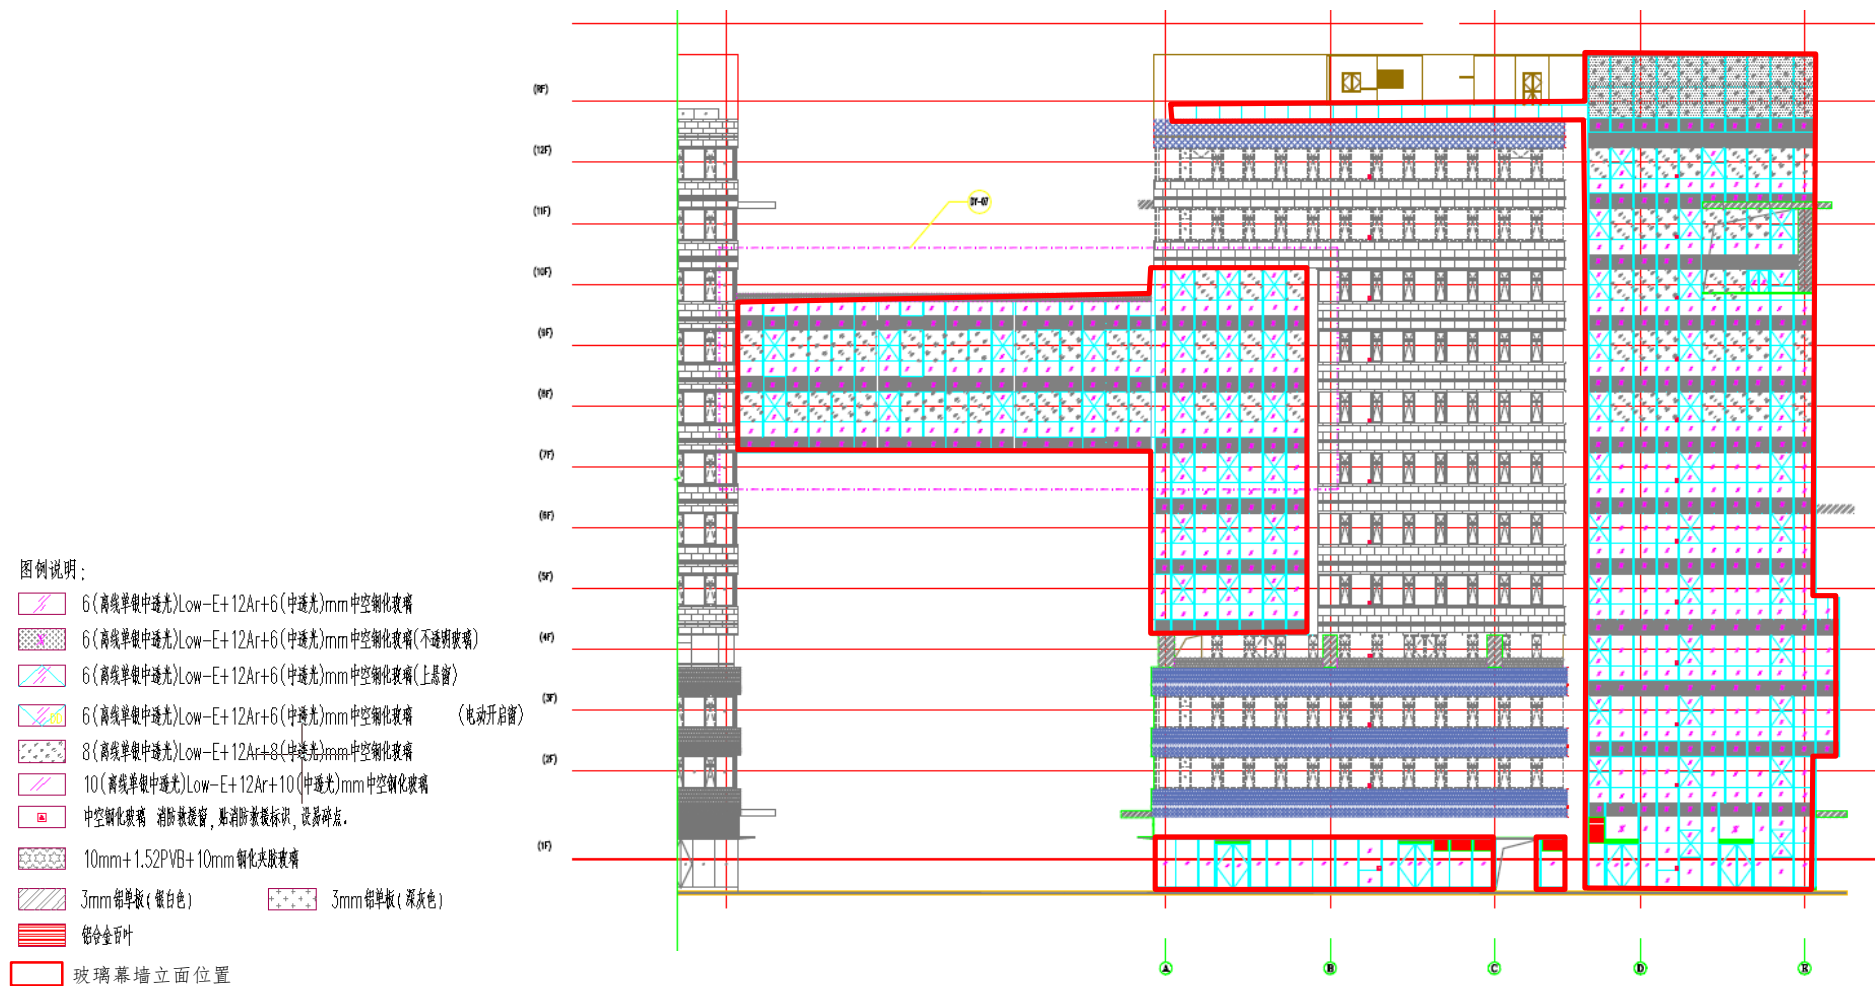 (RF)
(12F)
(11F)
DY-07
(10F)
(9F)
(8F)
(7F)
(6F)
(5F)
(4F)
(3F)
(2F)
(1F)
图例说明：
6(离线单银中透光)Low-E+12Ar+6(中透光)mm中空钢化玻璃
6(离线单银中透光)Low-E+12Ar+6(中透光)mm中空钢化玻璃(不透明玻璃)
6(离线单银中透光)Low-E+12Ar+6(中透光)mm中空钢化玻璃(上悬窗)
6(离线单银中透光)Low-E+12Ar+6(中透光)mm中空钢化玻璃 (电动开启窗)
8(离线单银中透光)Low-E+12Ar+8(中透光)mm中空钢化玻璃
10(离线单银中透光)Low-E+12Ar+10(中透光)mm中空钢化玻璃
中空钢化玻璃 消防救援窗,贴消防救援标识,设易碎点.
10mm+1.52PVB+10mm钢化夹胶玻璃
3mm铝单板(银白色) 3mm铝单板(深灰色)
铝合金百叶
玻璃幕墙立面位置
A B C D E